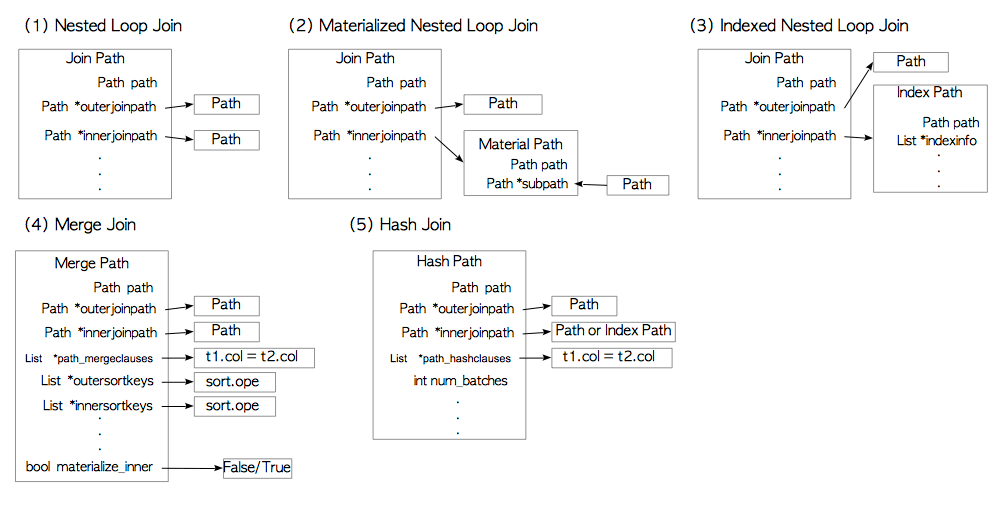 (1) Nested Loop Join
Join Path
Path path
Path *outerjoinpath
Path
Path *innerjoinpath
Path
.
.
.
(2) Materialized Nested Loop Join
Join Path
Path path
Path *outerjoinpath
Path
Path *innerjoinpath
.
.
.
Material Path
Path path
Path *subpath
Path
(3) Indexed Nested Loop Join
Join Path
Path path
Path *outerjoinpath
Path
Path *innerjoinpath
.
.
.
Index Path
Path path
List *indexinfo
.
.
.
(4) Merge Join
Merge Path
Path path
Path *outerjoinpath
Path
Path *innerjoinpath
Path
List *path_mergeclauses
t1.col = t2.col
List *outersortkeys
sort.ope
List *innersortkeys
sort.ope
.
.
.
bool materialize_inner
False/True
(5) Hash Join
Hash Path
Path path
Path *outerjoinpath
Path
Path *innerjoinpath
Path or Index Path
List *path_hashclauses
t1.col = t2.col
int num_batches
.
.
.